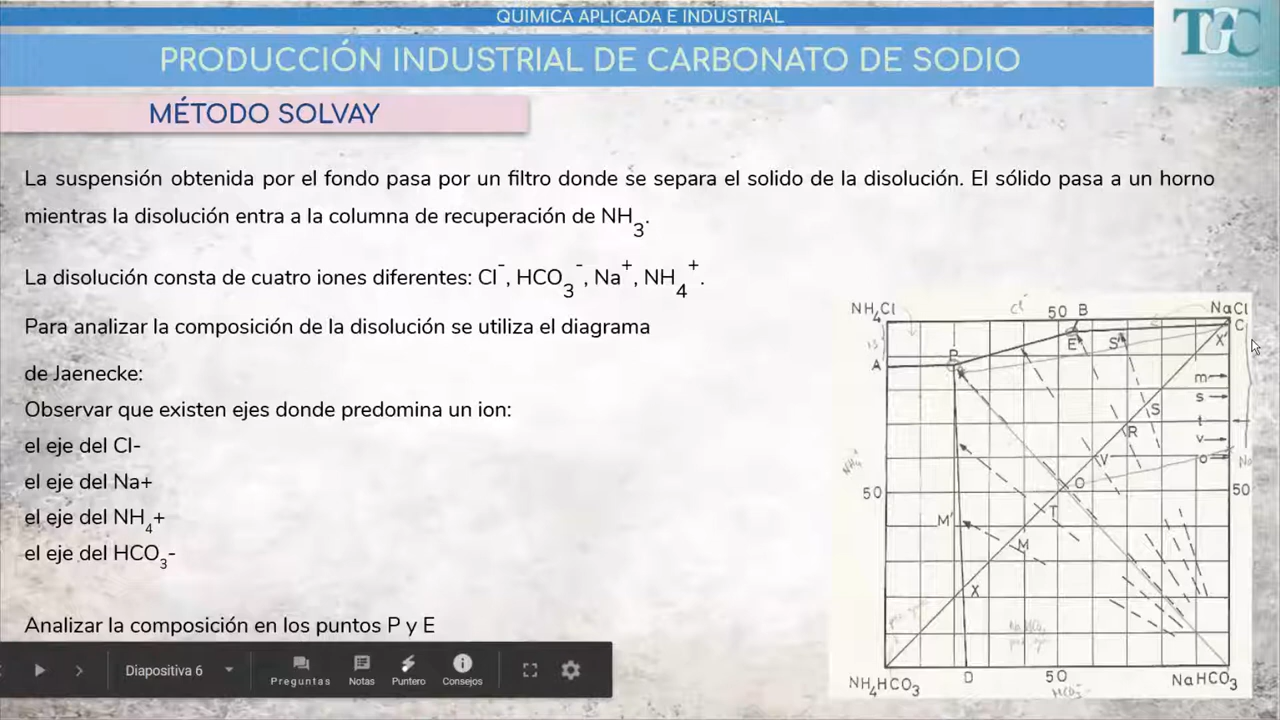 QUIMICA APLICADA E INDUSTRIAL
PRODUCCIÓN INDUSTRIAL DE CARBONATO DE SODIO
TGC
MÉTODO SOLVAY
La suspensión obtenida por el fondo pasa por un filtro donde se separa el solido de la disolución. El sólido pasa a un horno
mientras la disolución entra a la columna de recuperación de NH3.
La disolución consta de cuatro iones diferentes: Cl-, HCO3-, Na+, NH4+.
Para analizar la composición de la disolución se utiliza el diagrama
de Jaenecke:
Observar que existen ejes donde predomina un ion:
el eje del Cl-
el eje del Na+
el eje del NH4+
el eje del HCO3-
Analizar la composición en los puntos P y E
NH4Cl Cl- 50 B NaCl
C
P E S' X'
A
m
s
S
t
R
v
V
o
NH4+
O
50 50
T
M'
M
X
D 50
NH4HCO3 HCO3- NaHCO3
Diapositiva 6
Preguntas Notas Puntero Consejos